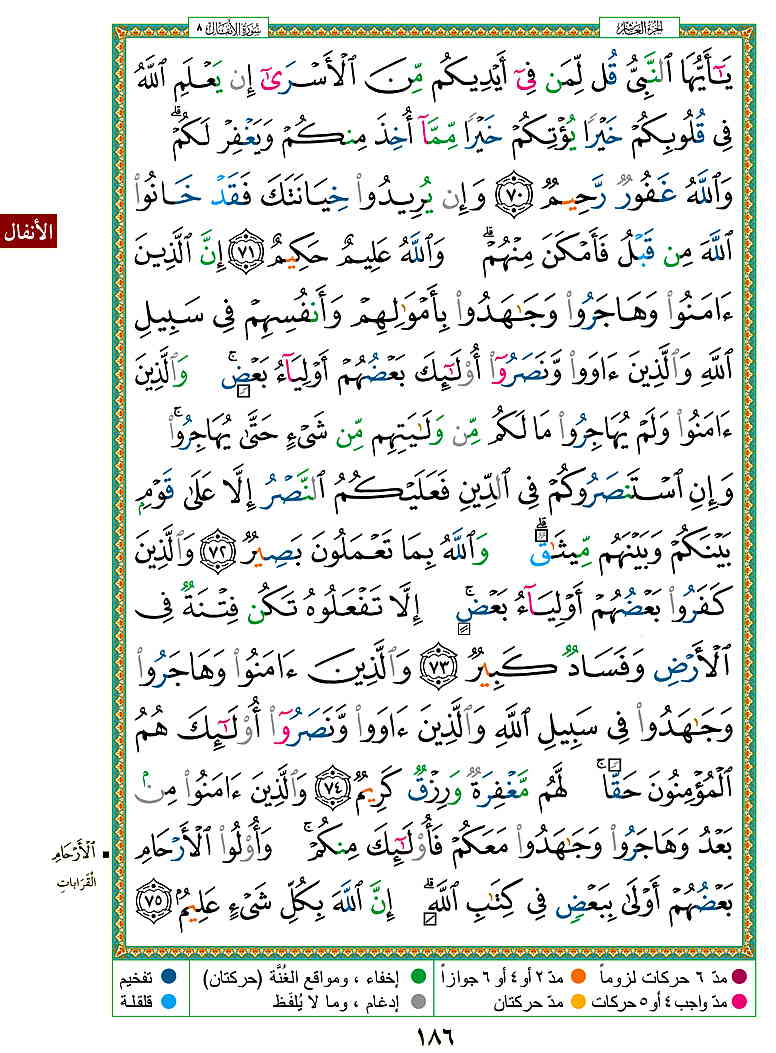 الجزء العاشر
سورة الأنفال ٨
يَـٰٓأَيُّهَا ٱلنَّبِىُّ قُل لِّمَن فِىٓ أَيْدِيكُم مِّنَ ٱلْأَسْرَىٰٓ إِن يَعْلَمِ ٱللَّهُ
فِى قُلُوبِكُمْ خَيْرًا يُؤْتِكُمْ خَيْرًا مِّمَّآ أُخِذَ مِنكُمْ وَيَغْفِرْ لَكُمْ ۗ
وَٱللَّهُ غَفُورٌ رَّحِيمٌ ﴿٧٠﴾ وَإِن يُرِيدُوا۟ خِيَانَتَكَ فَقَدْ خَانُوا۟
ٱللَّهَ مِن قَبْلُ فَأَمْكَنَ مِنْهُمْ ۗ وَٱللَّهُ عَلِيمٌ حَكِيمٌ ﴿٧١﴾ إِنَّ ٱلَّذِينَ
ءَامَنُوا۟ وَهَاجَرُوا۟ وَجَـٰهَدُوا۟ بِأَمْوَٰلِهِمْ وَأَنفُسِهِمْ فِى سَبِيلِ
ٱللَّهِ وَٱلَّذِينَ ءَاوَوا۟ وَّنَصَرُوٓا۟ أُو۟لَـٰٓئِكَ بَعْضُهُمْ أَوْلِيَآءُ بَعْضٍ ۚ وَٱلَّذِينَ
ءَامَنُوا۟ وَلَمْ يُهَاجِرُوا۟ مَا لَكُم مِّن وَلَـٰيَتِهِم مِّن شَىْءٍ حَتَّىٰ يُهَاجِرُوا۟ ۚ
وَإِنِ ٱسْتَنصَرُوكُمْ فِى ٱلدِّينِ فَعَلَيْكُمُ ٱلنَّصْرُ إِلَّا عَلَىٰ قَوْمٍۭ
بَيْنَكُمْ وَبَيْنَهُم مِّيثَـٰقٌ ۗ وَٱللَّهُ بِمَا تَعْمَلُونَ بَصِيرٌ ﴿٧٢﴾ وَٱلَّذِينَ
كَفَرُوا۟ بَعْضُهُمْ أَوْلِيَآءُ بَعْضٍ ۚ إِلَّا تَفْعَلُوهُ تَكُن فِتْنَةٌ فِى
ٱلْأَرْضِ وَفَسَادٌ كَبِيرٌ ﴿٧٣﴾ وَٱلَّذِينَ ءَامَنُوا۟ وَهَاجَرُوا۟
وَجَـٰهَدُوا۟ فِى سَبِيلِ ٱللَّهِ وَٱلَّذِينَ ءَاوَوا۟ وَّنَصَرُوٓا۟ أُو۟لَـٰٓئِكَ هُمُ
ٱلْمُؤْمِنُونَ حَقًّا ۚ لَّهُم مَّغْفِرَةٌ وَرِزْقٌ كَرِيمٌ ﴿٧٤﴾ وَٱلَّذِينَ ءَامَنُوا۟ مِنۢ
بَعْدُ وَهَاجَرُوا۟ وَجَـٰهَدُوا۟ مَعَكُمْ فَأُو۟لَـٰٓئِكَ مِنكُمْ ۚ وَأُو۟لُوا۟ ٱلْأَرْحَامِ
بَعْضُهُمْ أَوْلَىٰ بِبَعْضٍ فِى كِتَـٰبِ ٱللَّهِ ۗ إِنَّ ٱللَّهَ بِكُلِّ شَىْءٍ عَلِيمٌۢ ﴿٧٥﴾
الأنفال
ٱلْأَرْحَامِ
القَرَاباتِ
مدّ ٦ حركات لزوماً
مدّ ٢ أو ٤ أو ٦ جوازاً
إخفاء ، ومواقع الغُنَّة (حركتان)
تفخيم
مدّ واجب ٤ أو ٥ حركات
مدّ حركتان
إدغام ، وما لا يُلفَظ
قلقلة
١٨٦